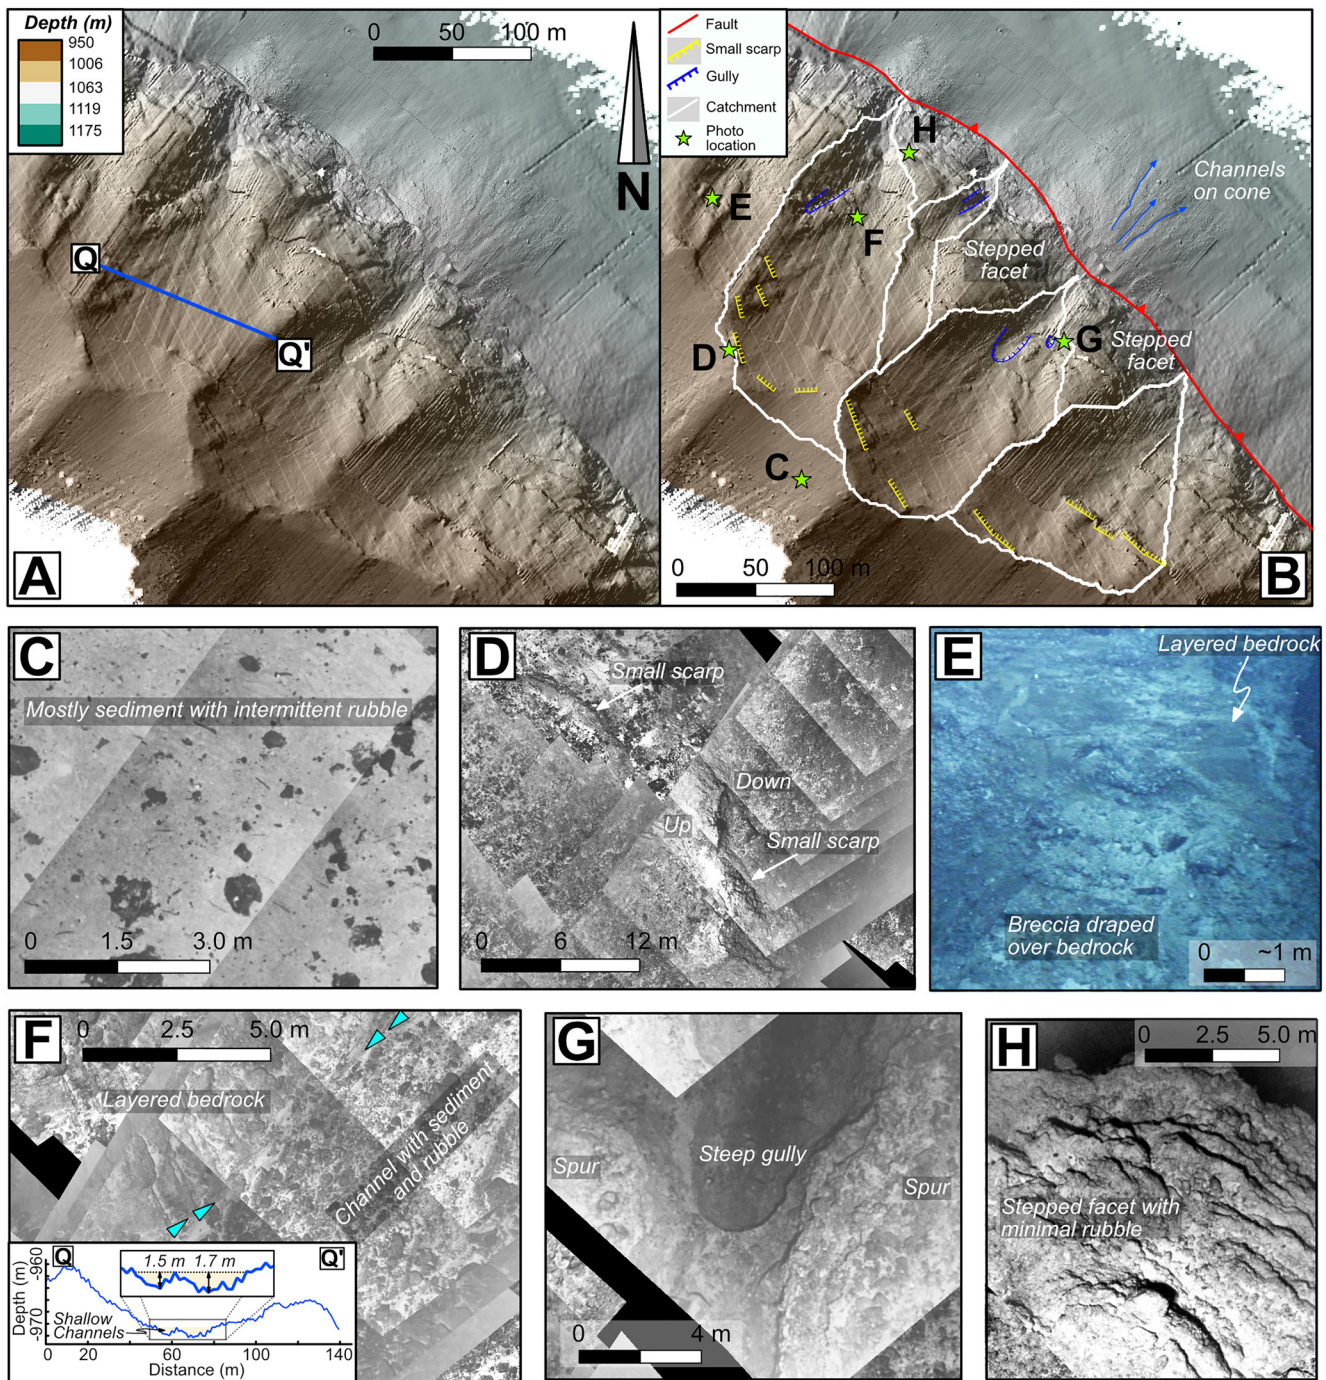 Depth (m)
950
1006
1063
1119
1175
0 50 100 m
N
Q
Q'
A
Fault
Small scarp
Gully
Catchment
Photo
location
H
E
F
Channels
on cone
Stepped
facet
D
G
Stepped
facet
C
0 50 100 m
B
C
Mostly sediment with intermittent rubble
0 1.5 3.0 m
D
Small scarp
Down
Up
Small scarp
0 6 12 m
E
Layered bedrock
Breccia draped
over bedrock
0 ~1 m
F
0 2.5 5.0 m
Layered bedrock
Channel with sediment
and rubble
Q
Q'
1.5 m 1.7 m
-960
-970
-976
Depth (m)
Shallow
Channels
0 20 60 100 140
Distance (m)
G
Steep gully
Spur
Spur
0 4 m
H
0 2.5 5.0 m
Stepped facet with
minimal rubble